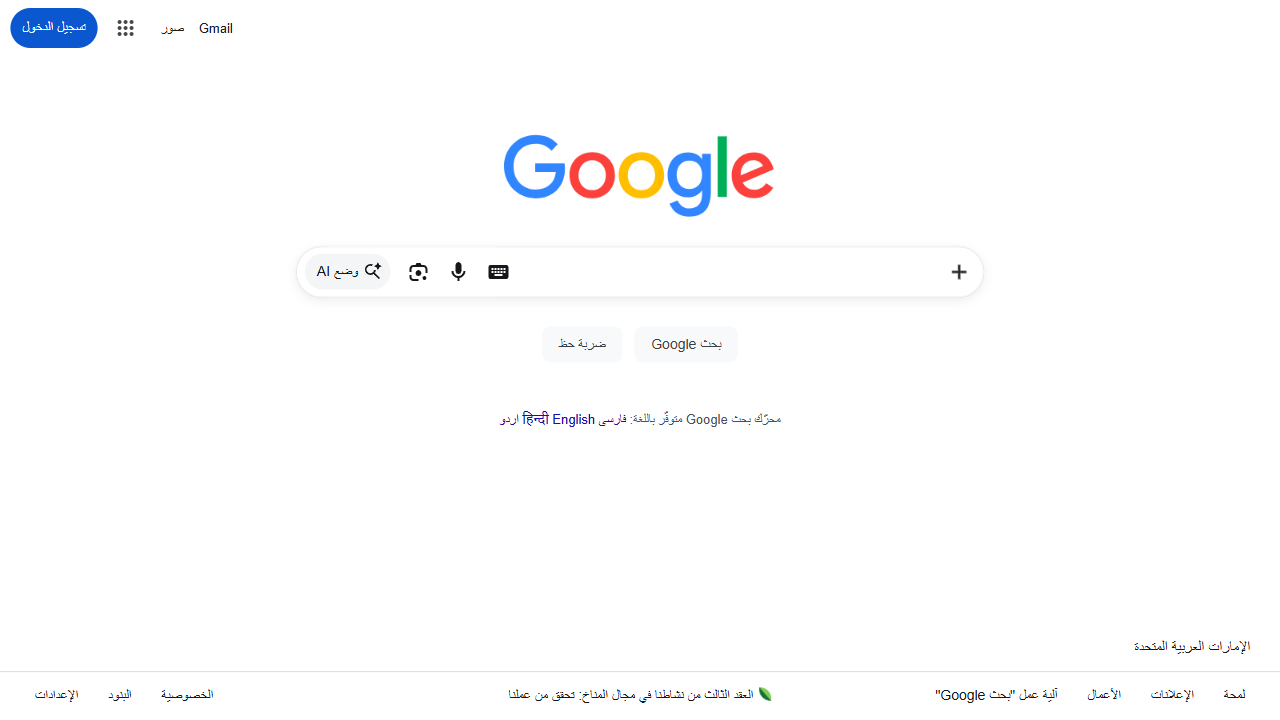 Gmail صور تسجيل الدخول
Google
وضع AI
بحث Google ضربة حظ
محرّك بحث Google متوفّر باللغة: فارسی English हिन्दी اردو
الإمارات العربية المتحدة
لمحة الإعلانات الأعمال آلية عمل "بحث Google" العقد الثالث من نشاطنا في مجال المناخ: تحقق من عملنا الخصوصية البنود الإعدادات